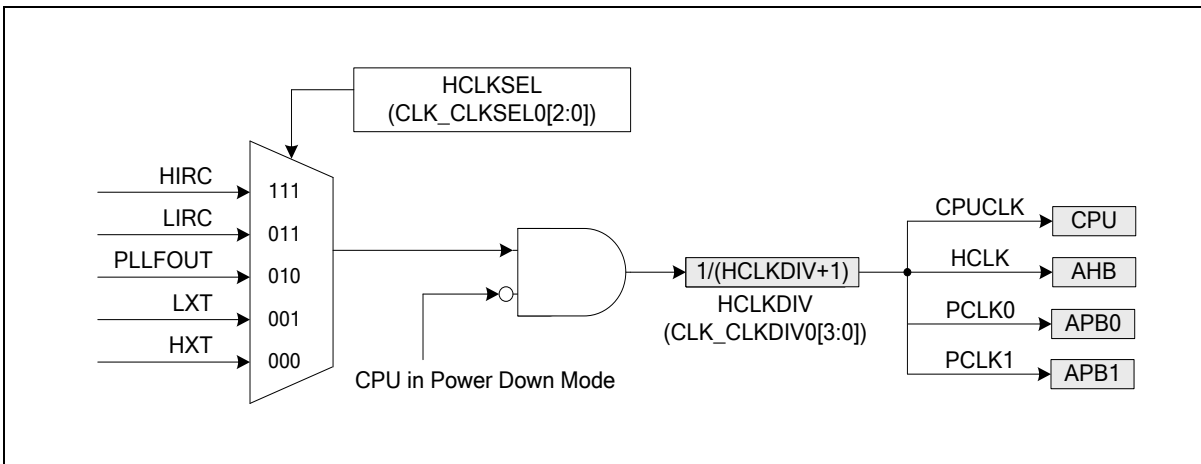 HCLKSEL
(CLK_CLKSEL0[2:0])
HIRC
111
LIRC
011
PLLFOUT
010
LXT
001
HXT
000
CPU in Power Down Mode
1/(HCLKDIV+1)
HCLKDIV
(CLK_CLKDIV0[3:0])
CPUCLK
CPU
HCLK
AHB
PCLK0
APB0
PCLK1
APB1